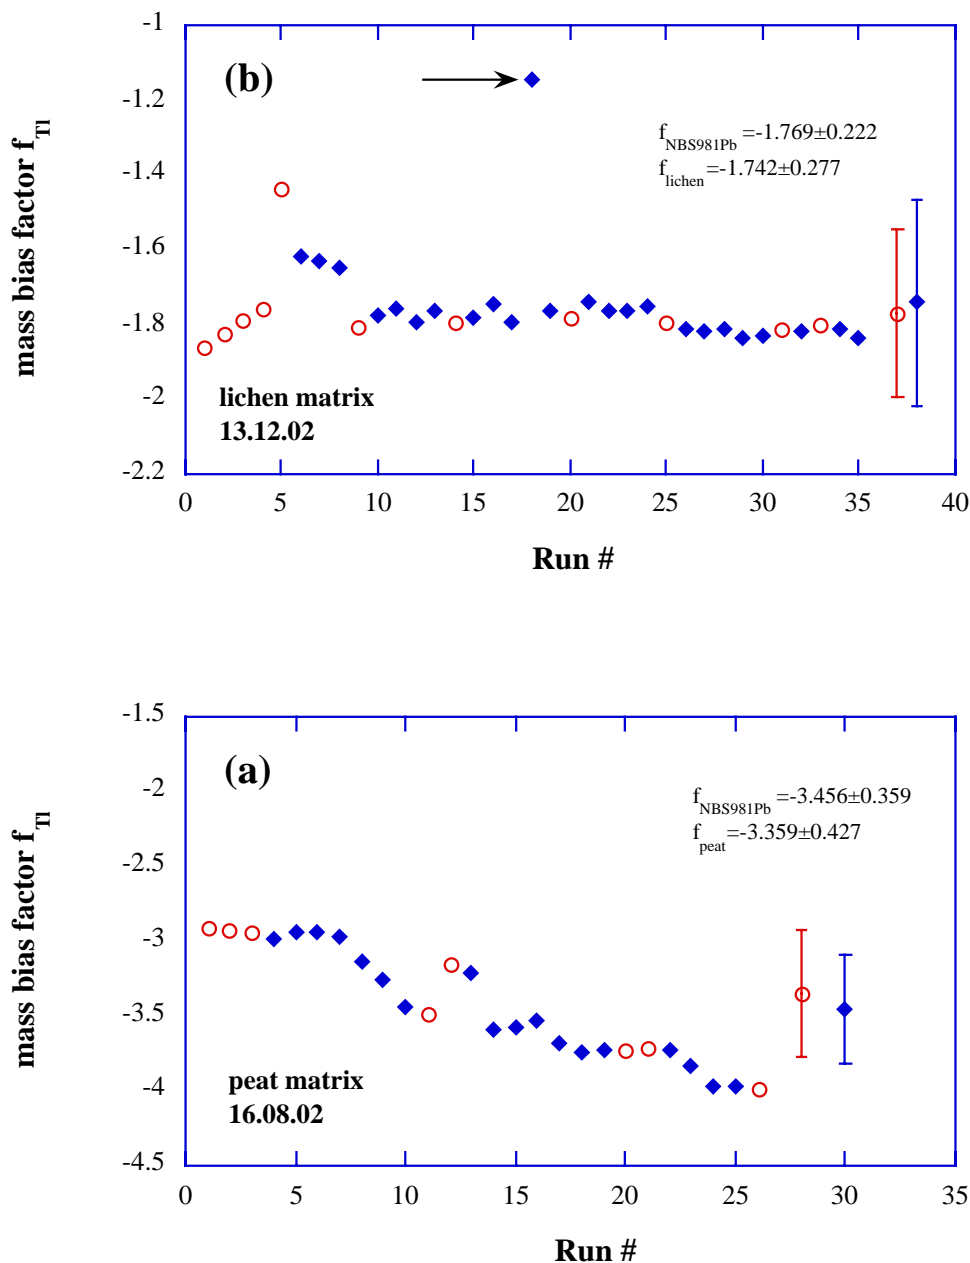 (b)
mass bias factor f_Tl
-1
-1.2
-1.4
-1.6
-1.8
-2
-2.2
f_NBS981Pb =-1.769±0.222
f_lichen =-1.742±0.277
lichen matrix
13.12.02
0 5 10 15 20 25 30 35 40
Run #
(a)
mass bias factor f_Tl
-1.5
-2
-2.5
-3
-3.5
-4
-4.5
f_NBS981Pb =-3.456±0.359
f_peat=-3.359±0.427
peat matrix
16.08.02
0 5 10 15 20 25 30 35
Run #